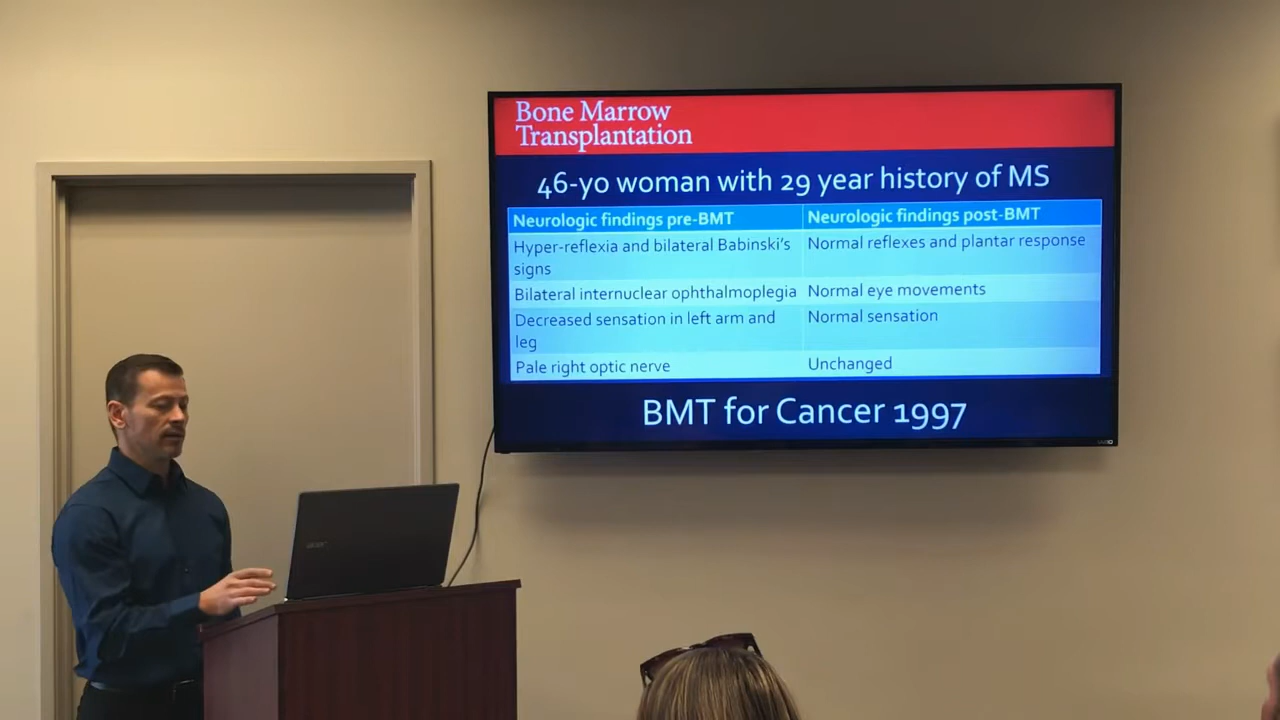 Bone Marrow
Transplantation
46-yo woman with 29 year history of MS
Neurologic findings pre-BMT
Neurologic findings post-BMT
Hyper-reflexia and bilateral Babinski's
signs
Normal reflexes and plantar response
Bilateral internuclear ophthalmoplegia
Normal eye movements
Decreased sensation in left arm and
leg
Normal sensation
Pale right optic nerve
Unchanged
BMT for Cancer 1997
VIZIO
acer